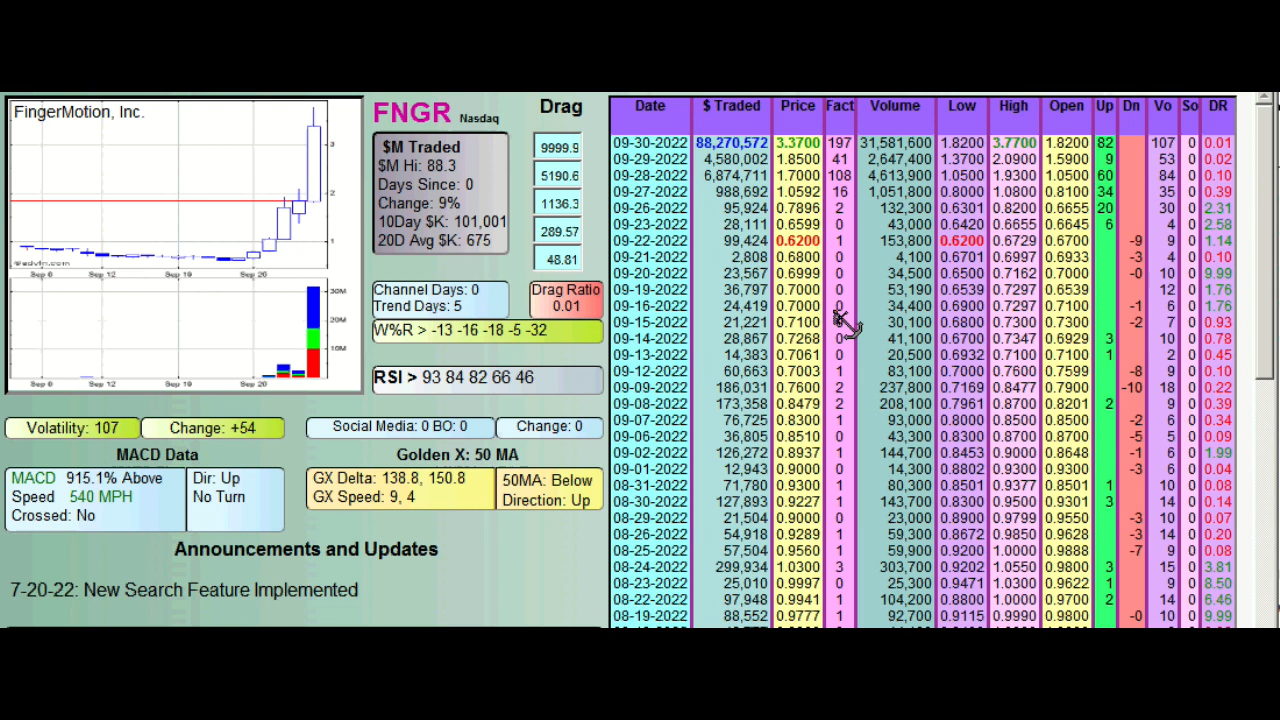 FingerMotion, Inc.
3
2
1
©advfn.com
Sep 6 Sep 12 Sep 19 Sep 26
30M
20M
10M
FNGR Nasdaq
$M Traded
$M Hi: 88.3
Days Since: 0
Change: 9%
10Day $K: 101,001
20D Avg $K: 675
Drag
9999.9
5190.6
1136.3
289.57
48.81
Channel Days: 0
Trend Days: 5
Drag Ratio
0.01
W%R > -13 -16 -18 -5 -32
RSI > 93 84 82 66 46
Volatility: 107 Change: +54
Social Media: 0 BO: 0 Change: 0
MACD Data
MACD 915.1% Above
Speed 540 MPH
Crossed: No
Dir: Up
No Turn
Golden X: 50 MA
GX Delta: 138.8, 150.8
GX Speed: 9, 4
50MA: Below
Direction: Up
Announcements and Updates
7-20-22: New Search Feature Implemented
Date $ Traded Price Fact Volume Low High Open Up Dn Vo So DR
09-30-2022 88,270,572 3.3700 197 31,581,600 1.8200 3.7700 1.8200 82 107 0 0.01
09-29-2022 4,580,002 1.8500 41 2,647,400 1.3700 2.0900 1.5900 9 53 0 0.02
09-28-2022 6,874,711 1.7000 108 4,613,900 1.0500 1.9300 1.0500 60 84 0 0.10
09-27-2022 988,692 1.0592 16 1,051,800 0.8000 1.0800 0.8100 34 35 0 0.39
09-26-2022 95,924 0.7896 2 132,300 0.6301 0.8200 0.6655 20 30 0 2.31
09-23-2022 28,111 0.6599 0 43,000 0.6420 0.6655 0.6645 6 4 0 2.58
09-22-2022 99,424 0.6200 1 153,800 0.6200 0.6729 0.6700 -9 9 0 1.14
09-21-2022 2,808 0.6800 0 4,100 0.6701 0.6997 0.6933 -3 4 0 0.10
09-20-2022 23,567 0.6999 0 34,500 0.6514 0.7162 0.7000 -0 9 0 9.99
09-19-2022 36,797 0.7000 0 53,190 0.6539 0.7297 0.6539 12 0 1.76
09-16-2022 24,419 0.7000 0 34,400 0.6900 0.7297 0.7100 -1 6 0 1.76
09-15-2022 21,221 0.7100 30,100 0.6800 0.7300 0.7300 -2 7 0 0.93
09-14-2022 28,867 0.7268 0 41,100 0.6700 0.7347 0.6929 3 10 0 0.78
09-13-2022 14,383 0.7061 0 20,500 0.6932 0.7100 0.7100 1 2 0 0.45
09-12-2022 60,663 0.7003 1 83,100 0.7000 0.7600 0.7599 -8 9 0 0.10
09-09-2022 186,031 0.7600 2 237,800 0.7169 0.8477 0.7900 -10 18 0 0.22
09-08-2022 173,358 0.8479 2 208,100 0.7961 0.8700 0.8201 2 9 0 0.39
09-07-2022 76,725 0.8300 1 93,000 0.8000 0.8500 0.8500 -2 6 0 0.34
09-06-2022 36,805 0.8510 0 43,300 0.8300 0.8700 0.8700 -5 5 0 0.09
09-02-2022 126,772 0.8937 1 144,700 0.8453 0.9000 0.8648 -1 6 0 1.99
09-01-2022 12,943 0.9000 0 14,300 0.8802 0.9300 0.9300 -3 6 0 0.04
08-31-2022 71,780 0.9300 1 80,300 0.8501 0.9377 0.8501 1 10 0 0.08
08-30-2022 127,893 0.9227 1 143,700 0.8300 0.9500 0.9301 3 14 0 0.14
08-29-2022 21,504 0.9000 0 23,000 0.8900 0.9799 0.9550 -3 10 0 0.07
08-26-2022 54,918 0.9289 1 59,300 0.8672 0.9850 0.9628 -3 14 0 0.20
08-25-2022 57,504 0.9560 1 59,900 0.9200 1.0000 0.9888 -7 9 0 0.08
08-24-2022 299,934 1.0300 3 303,700 0.9202 1.0550 0.9800 3 15 0 3.81
08-23-2022 25,010 0.9997 0 25,300 0.9471 1.0300 0.9622 1 9 0 8.50
08-22-2022 97,948 0.9941 1 104,200 0.8800 1.0000 0.9700 2 14 0 6.46
08-19-2022 88,552 0.9777 1 92,700 0.9115 0.9990 0.9800 -0 10 0 9.99